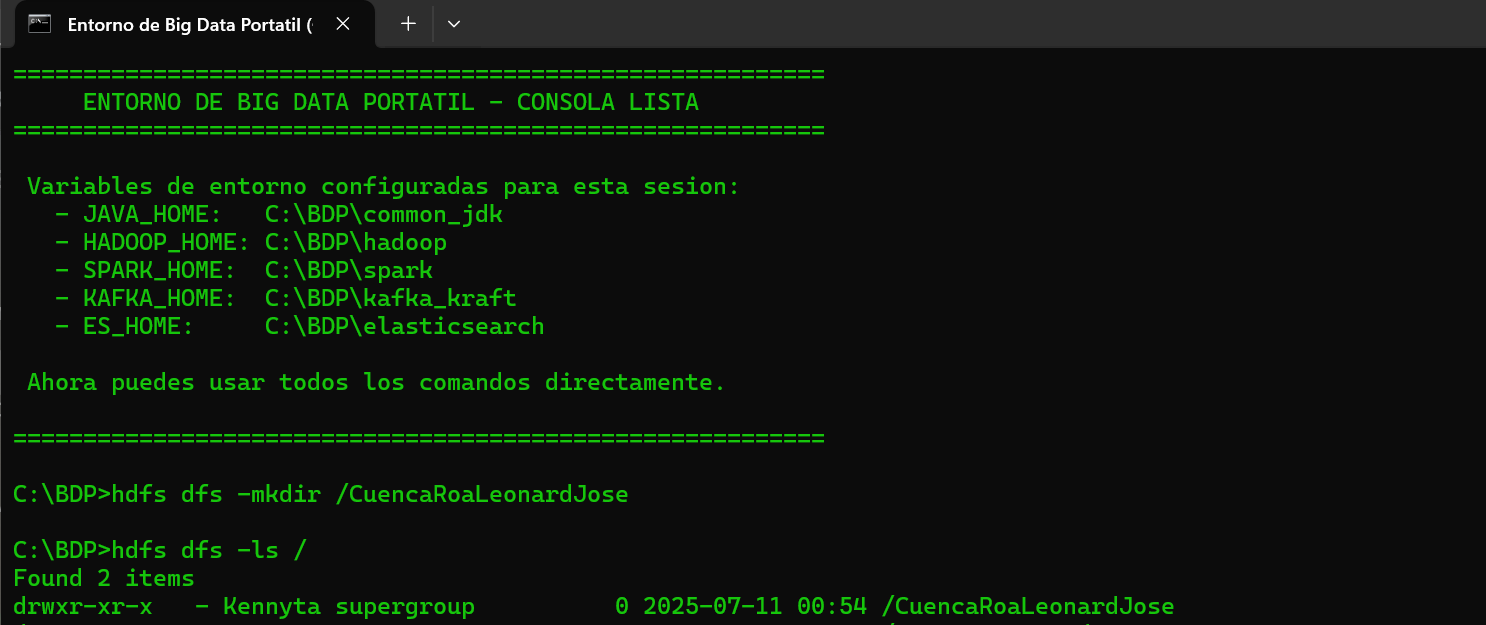 Entorno de Big Data Portatil (
==========================================================
ENTORNO DE BIG DATA PORTATIL - CONSOLA LISTA
==========================================================
Variables de entorno configuradas para esta sesion:
- JAVA_HOME: C:\BDP\common_jdk
- HADOOP_HOME: C:\BDP\hadoop
- SPARK_HOME: C:\BDP\spark
- KAFKA_HOME: C:\BDP\kafka_kraft
- ES_HOME: C:\BDP\elasticsearch
Ahora puedes usar todos los comandos directamente.
==========================================================
C:\BDP>hdfs dfs -mkdir /CuencaRoaLeonardJose
C:\BDP>hdfs dfs -ls /
Found 2 items
drwxr-xr-x - Kennyta supergroup 0 2025-07-11 00:54 /CuencaRoaLeonardJose